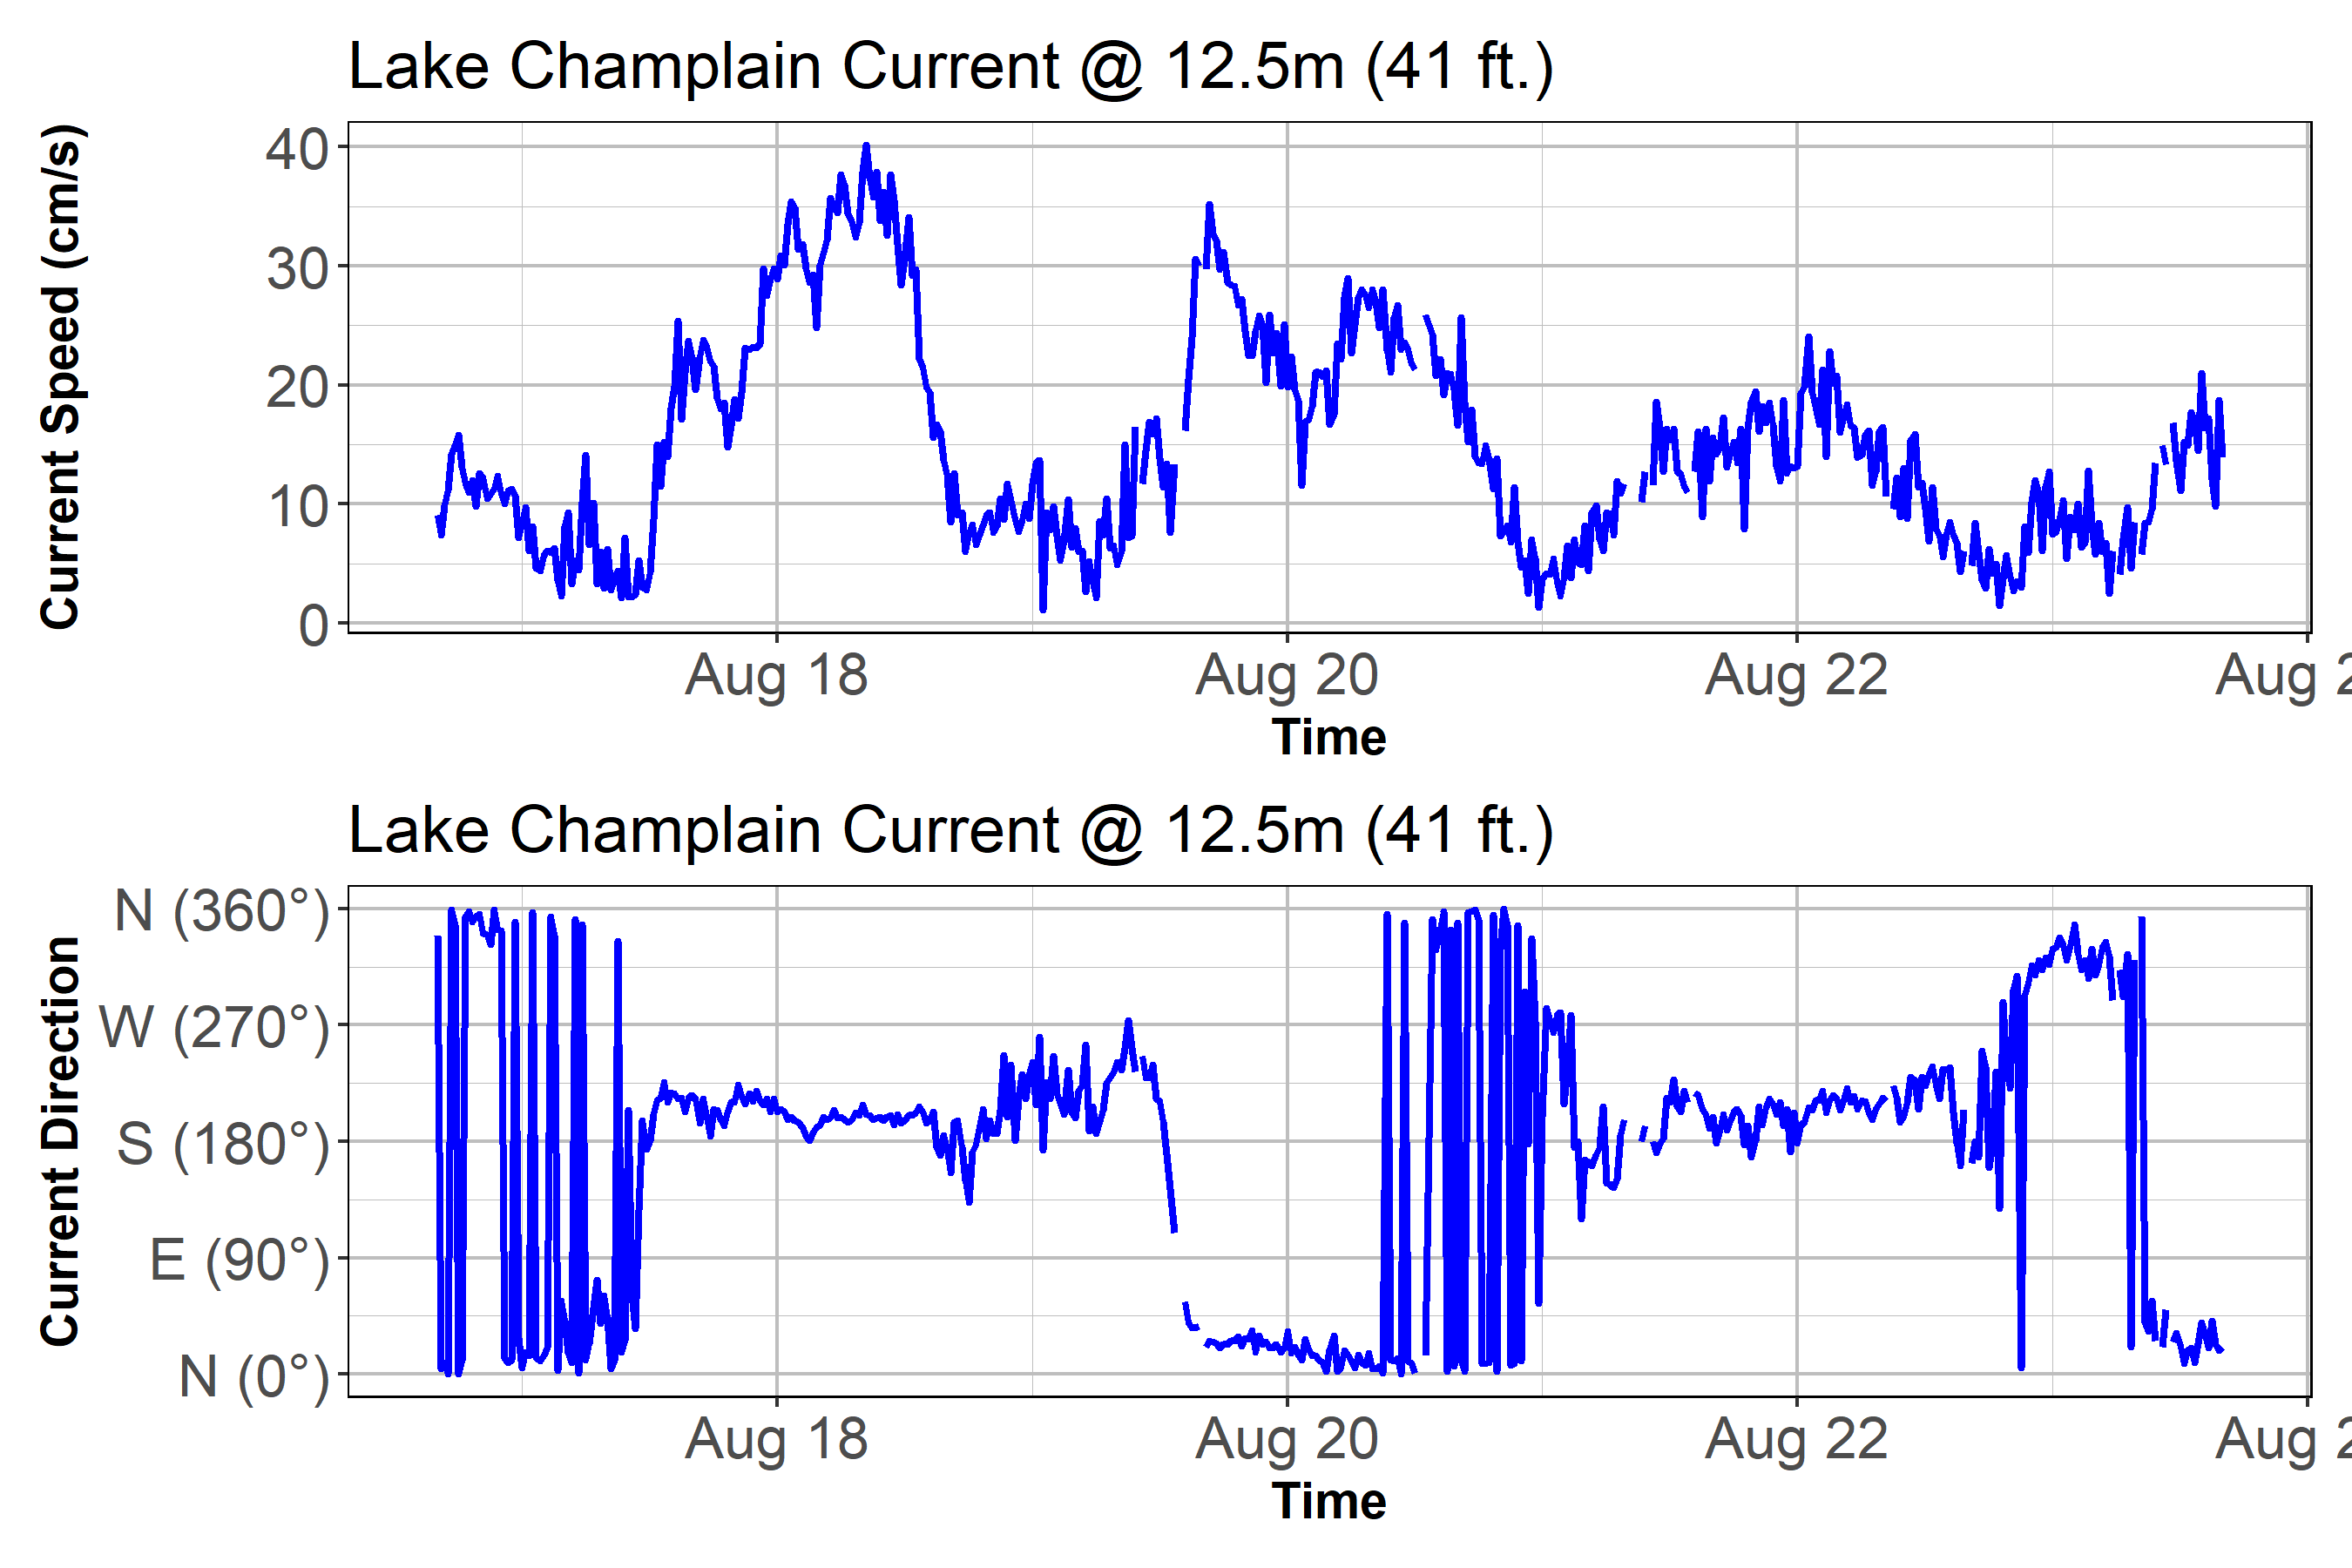 Lake Champlain Current @ 12.5m (41 ft.)
Current Speed (cm/s)
40
30
20
10
0
Aug 18 Aug 20 Aug 22 Aug 2
Time
Lake Champlain Current @ 12.5m (41 ft.)
Current Direction
N (360°)
W (270°)
S (180°)
E (90°)
N (0°)
Aug 18 Aug 20 Aug 22 Aug 2
Time